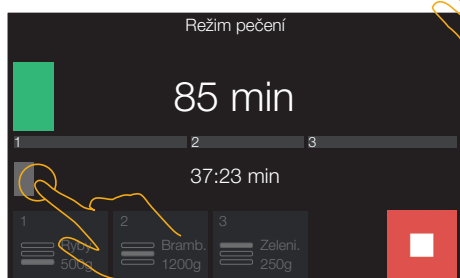 Režim pečení
85 min
1 2 3
37:23 min
1 2 3
Ryby Bramb. Zeleni.
500g 1200g 250g